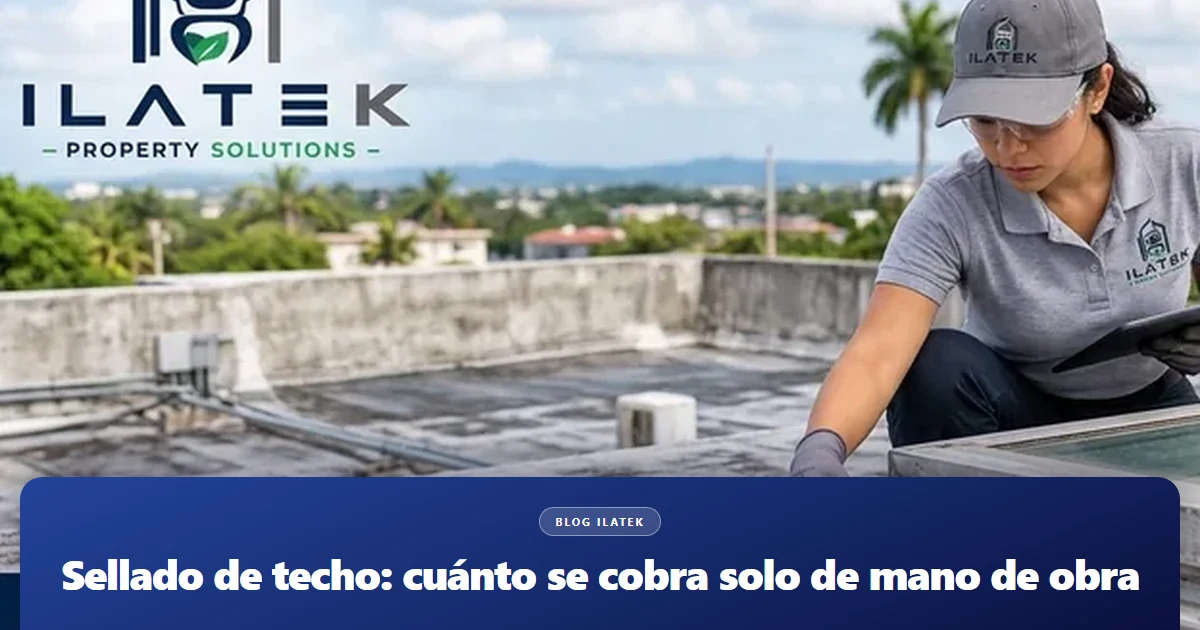 ILATEK
– PROPERTY SOLUTIONS –
ILATEK
ILATEK
BLOG ILATEK
Sellado de techo: cuánto se cobra solo de mano de obra